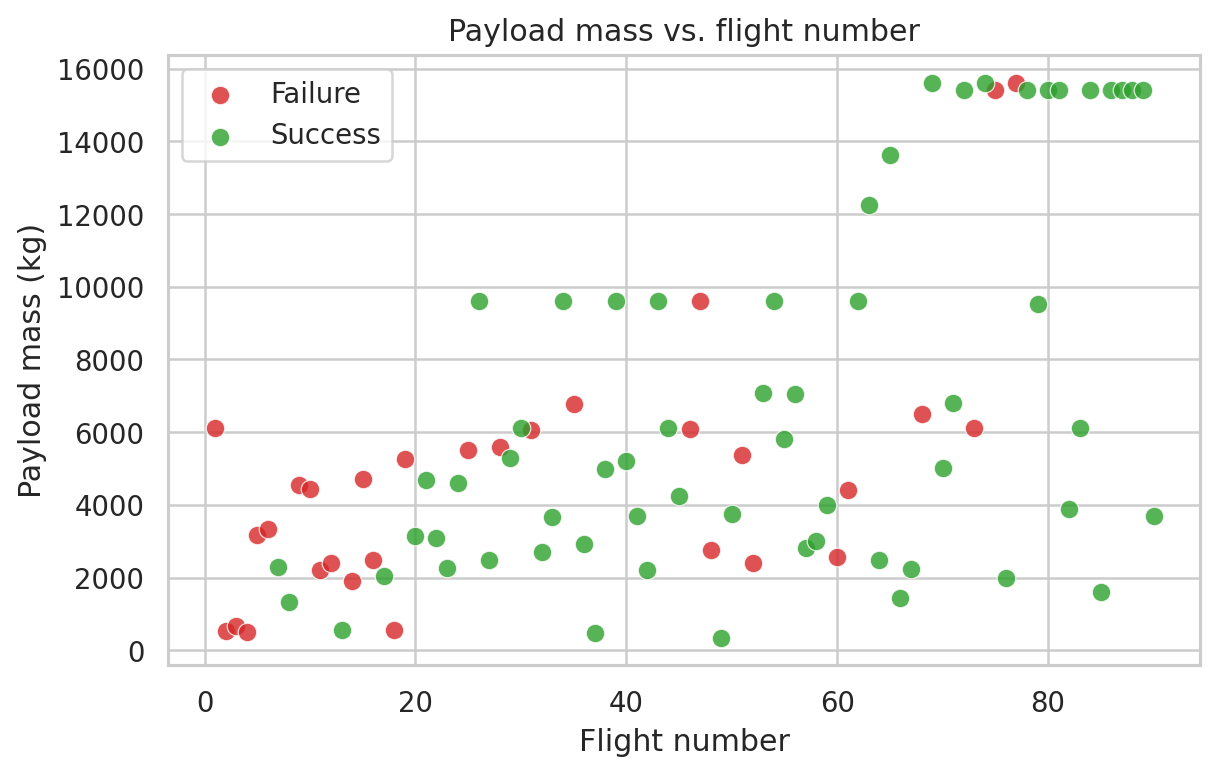 Payload mass vs. flight number
Failure
Success
Payload mass (kg)
16000
14000
12000
10000
8000
6000
4000
2000
0
0 20 40 60 80
Flight number